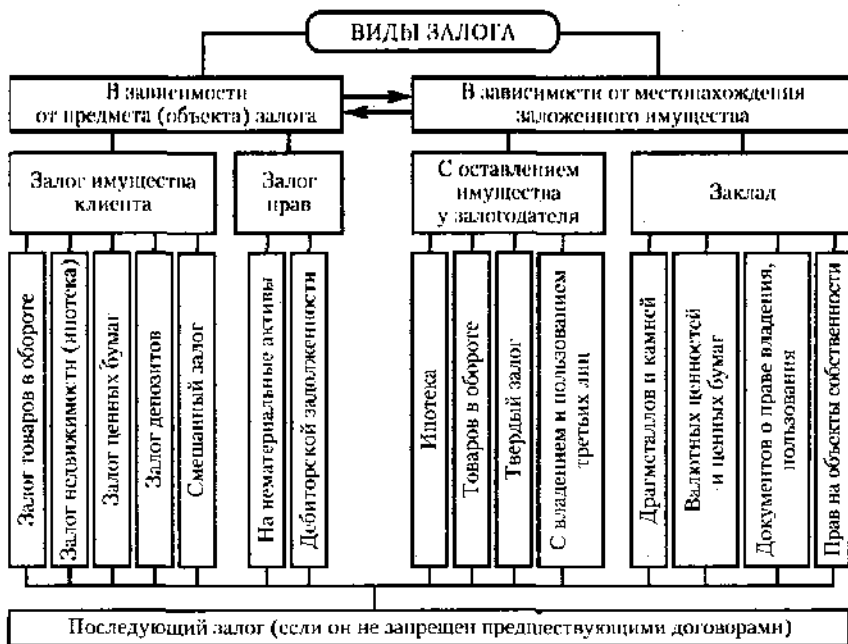 ВИДЫ ЗАЛОГА
В зависимости
от предмета (объекта) залога
В зависимости от местонахождения
заложенного имущества
Залог имущества
клиента
Залог
прав
С оставлением
имущества
у залогодателя
Заклад
Залог товаров в обороте
Залог недвижимости (ипотека)
Залог ценных бумаг
Залог депозитов
Смешанный залог
На нематериальные активы
Дебиторской задолженности
Ипотека
Товаров в обороте
Твердый залог
С владением и пользованием
третьих лиц
Драгметаллов и камней
Валютных ценностей
и ценных бумаг
Документов о праве владения,
пользования
Прав на объекты собственности
Последующий залог (если он не запрещен предшествующими договорами)